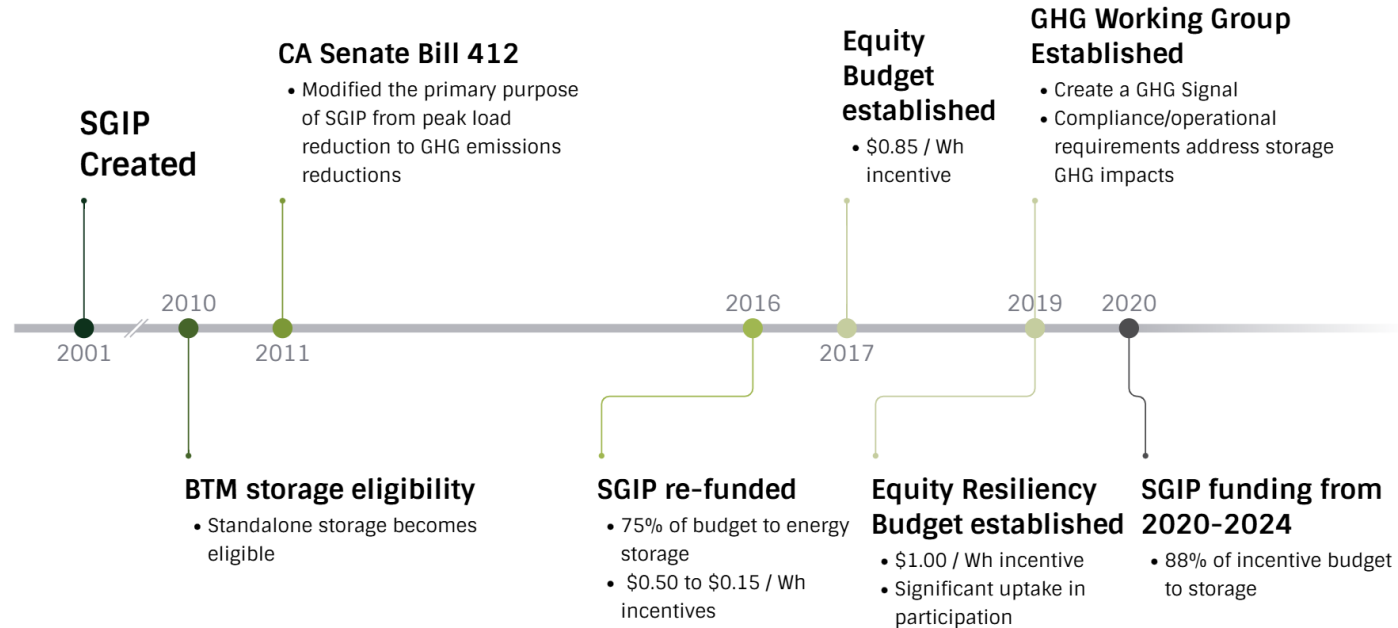 SGIP
Created
CA Senate Bill 412
• Modified the primary purpose
of SGIP from peak load
reduction to GHG emissions
reductions
Equity
Budget
established
• $0.85 / Wh
incentive
GHG Working Group
Established
• Create a GHG Signal
• Compliance/operational
requirements address storage
GHG impacts
2001
2010
2011
2016
2017
2019
2020
BTM storage eligibility
• Standalone storage becomes
eligible
SGIP re-funded
• 75% of budget to energy
storage
• $0.50 to $0.15 / Wh
incentives
Equity Resiliency
Budget established
• $1.00 / Wh incentive
• Significant uptake in
participation
SGIP funding from
2020-2024
• 88% of incentive budget
to storage